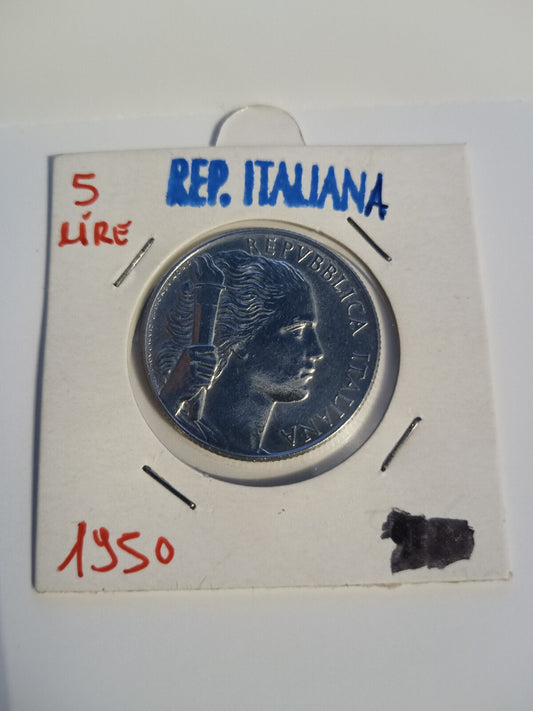 REP. ITALIANA
5
LIRE
REPVBBLICA ITALIANA
1950